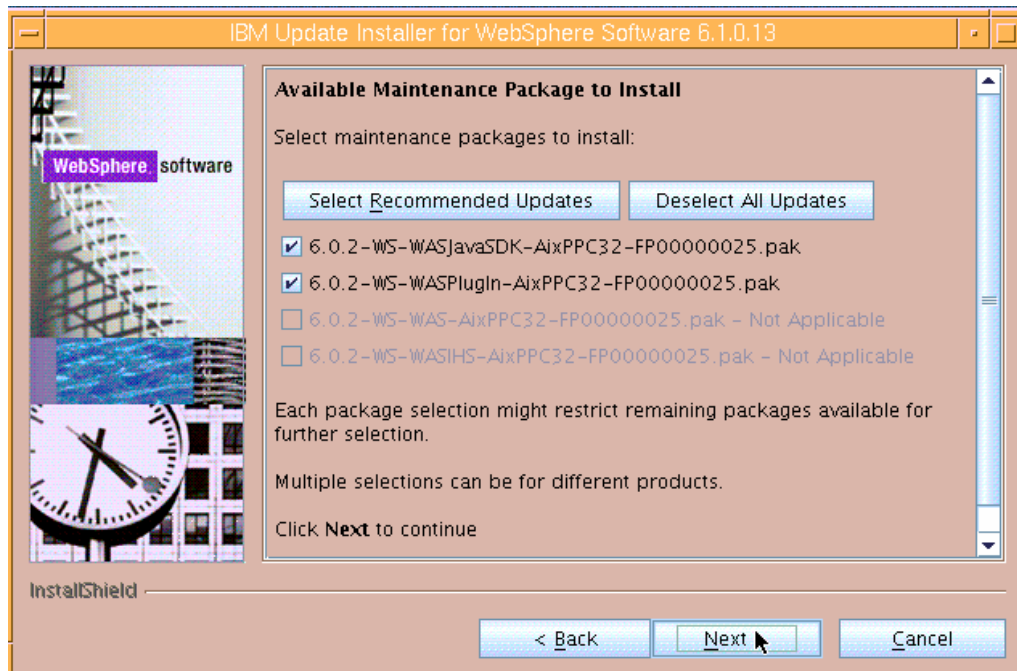 IBM Update Installer for WebSphere Software 6.1.0.13
WebSphere. software
Available Maintenance Package to Install
Select maintenance packages to install:
Select Recommended Updates
Deselect All Updates
6.0.2-WS-WASJavaSDK-AixPPC32-FP00000025.pak
6.0.2-WS-WASPlugIn-AixPPC32-FP00000025.pak
6.0.2-WS-WAS-AixPPC32-FP00000025.pak - Not Applicable
6.0.2-WS-WASIHS-AixPPC32-FP00000025.pak - Not Applicable
Each package selection might restrict remaining packages available for
further selection.
Multiple selections can be for different products.
Click Next to continue
InstallShield
< Back
Next
Cancel